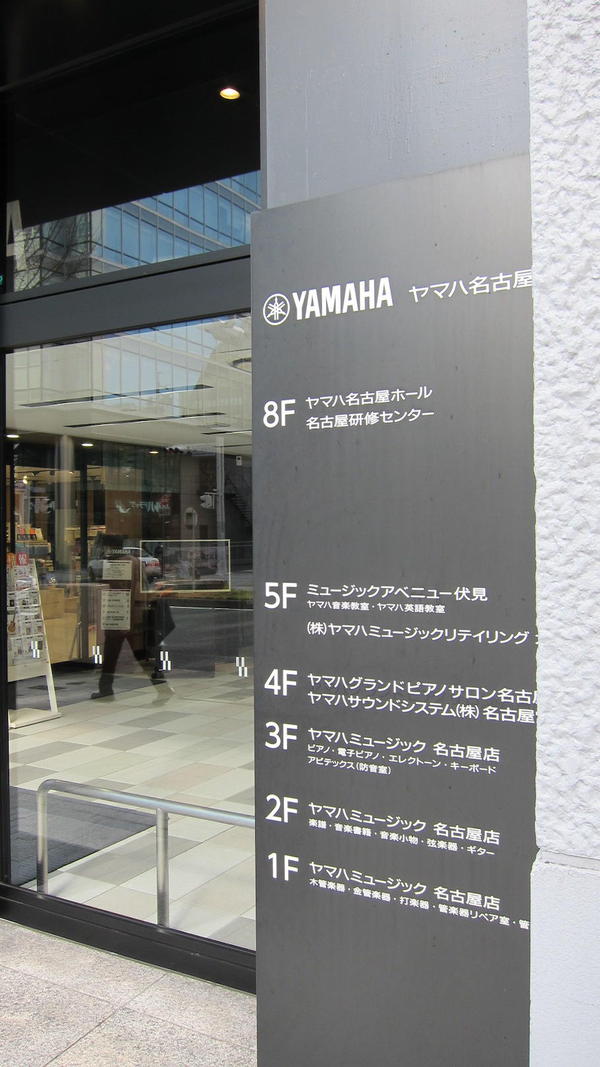 YAMAHA ヤマハ名古屋
8F ヤマハ名古屋ホール
名古屋研修センター
5F ミュージックアベニュー伏見
ヤマハ音楽教室・ヤマハ英語教室
(株)ヤマハミュージックリテイリング
4F ヤマハグランドピアノサロン名古屋
ヤマハサウンドシステム(株) 名古屋
3F ヤマハミュージック 名古屋店
ピアノ・電子ピアノ・エレクトーン・キーボード
アビテックス(防音室)
2F ヤマハミュージック 名古屋店
楽譜・音楽書籍・音楽小物・弦楽器・ギター
1F ヤマハミュージック 名古屋店
木管楽器・金管楽器・打楽器・管楽器リペア室・管